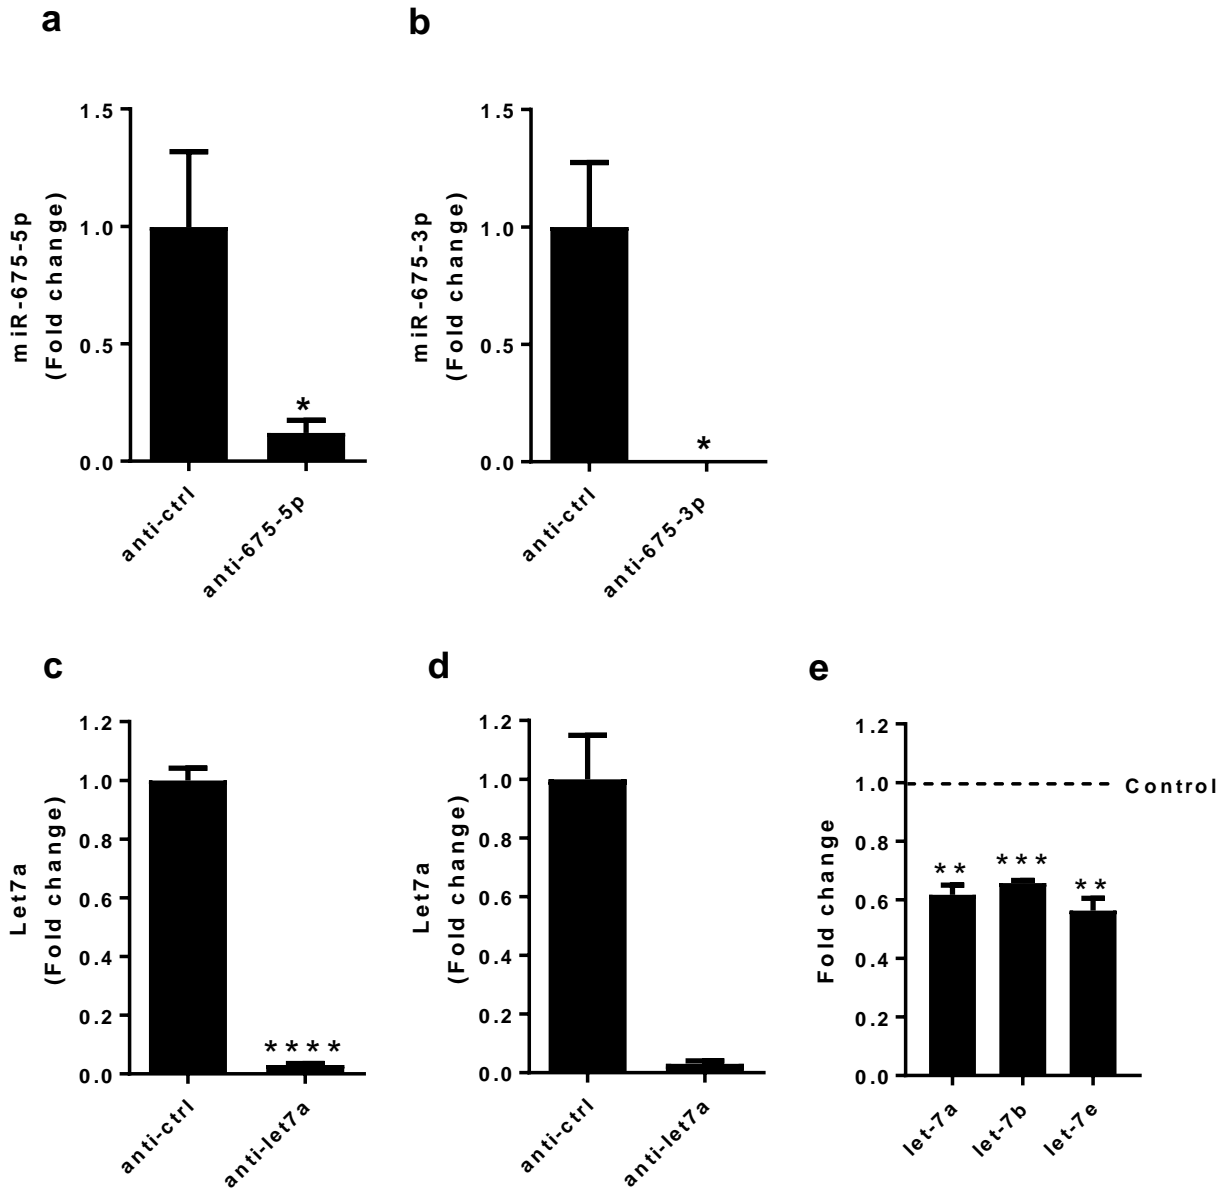 a
miR-675-5p
(Fold change)
1.5
1.0
0.5
0.0
*
anti-ctrl
anti-675-5p
b
miR-675-3p
(Fold change)
1.5
1.0
0.5
0.0
*
anti-ctrl
anti-675-3p
c
Let7a
(Fold change)
1.2
1.0
0.8
0.6
0.4
0.2
0.0
****
anti-ctrl
anti-let7a
d
Let7a
(Fold change)
1.2
1.0
0.8
0.6
0.4
0.2
0.0
anti-ctrl
anti-let7a
e
Fold change
1.2
1.0
0.8
0.6
0.4
0.2
0.0
Control
**
***
**
let-7a
let-7b
let-7e